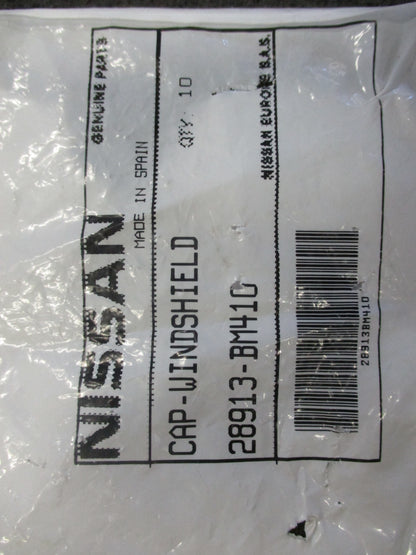 NISSAN GENUINE PARTS
MADE IN SPAIN
CAP-WINDSHIELD QTY: 10
28913-BM410
NISSAN EUROPE S.A.S.
28913BM410